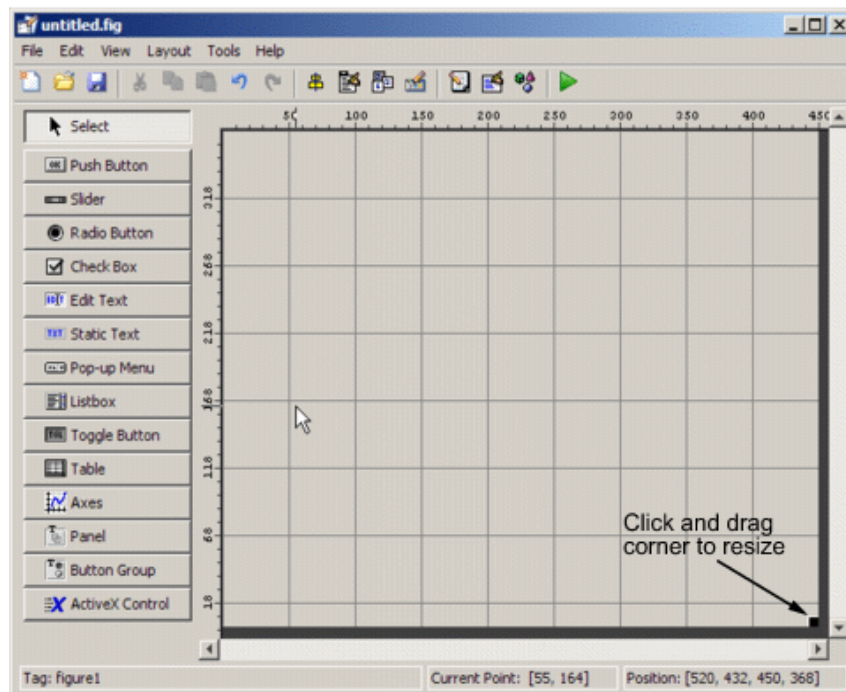 untitled.fig
File Edit View Layout Tools Help
Select
Push Button
Slider
Radio Button
Check Box
Edit Text
Static Text
Pop-up Menu
Listbox
Toggle Button
Table
Axes
Panel
Button Group
ActiveX Control
50 100 150 200 250 300 350 400 450
318
268
218
168
118
68
18
Click and drag
corner to resize
Tag: figure1
Current Point: [55, 164]
Position: [520, 432, 450, 368]